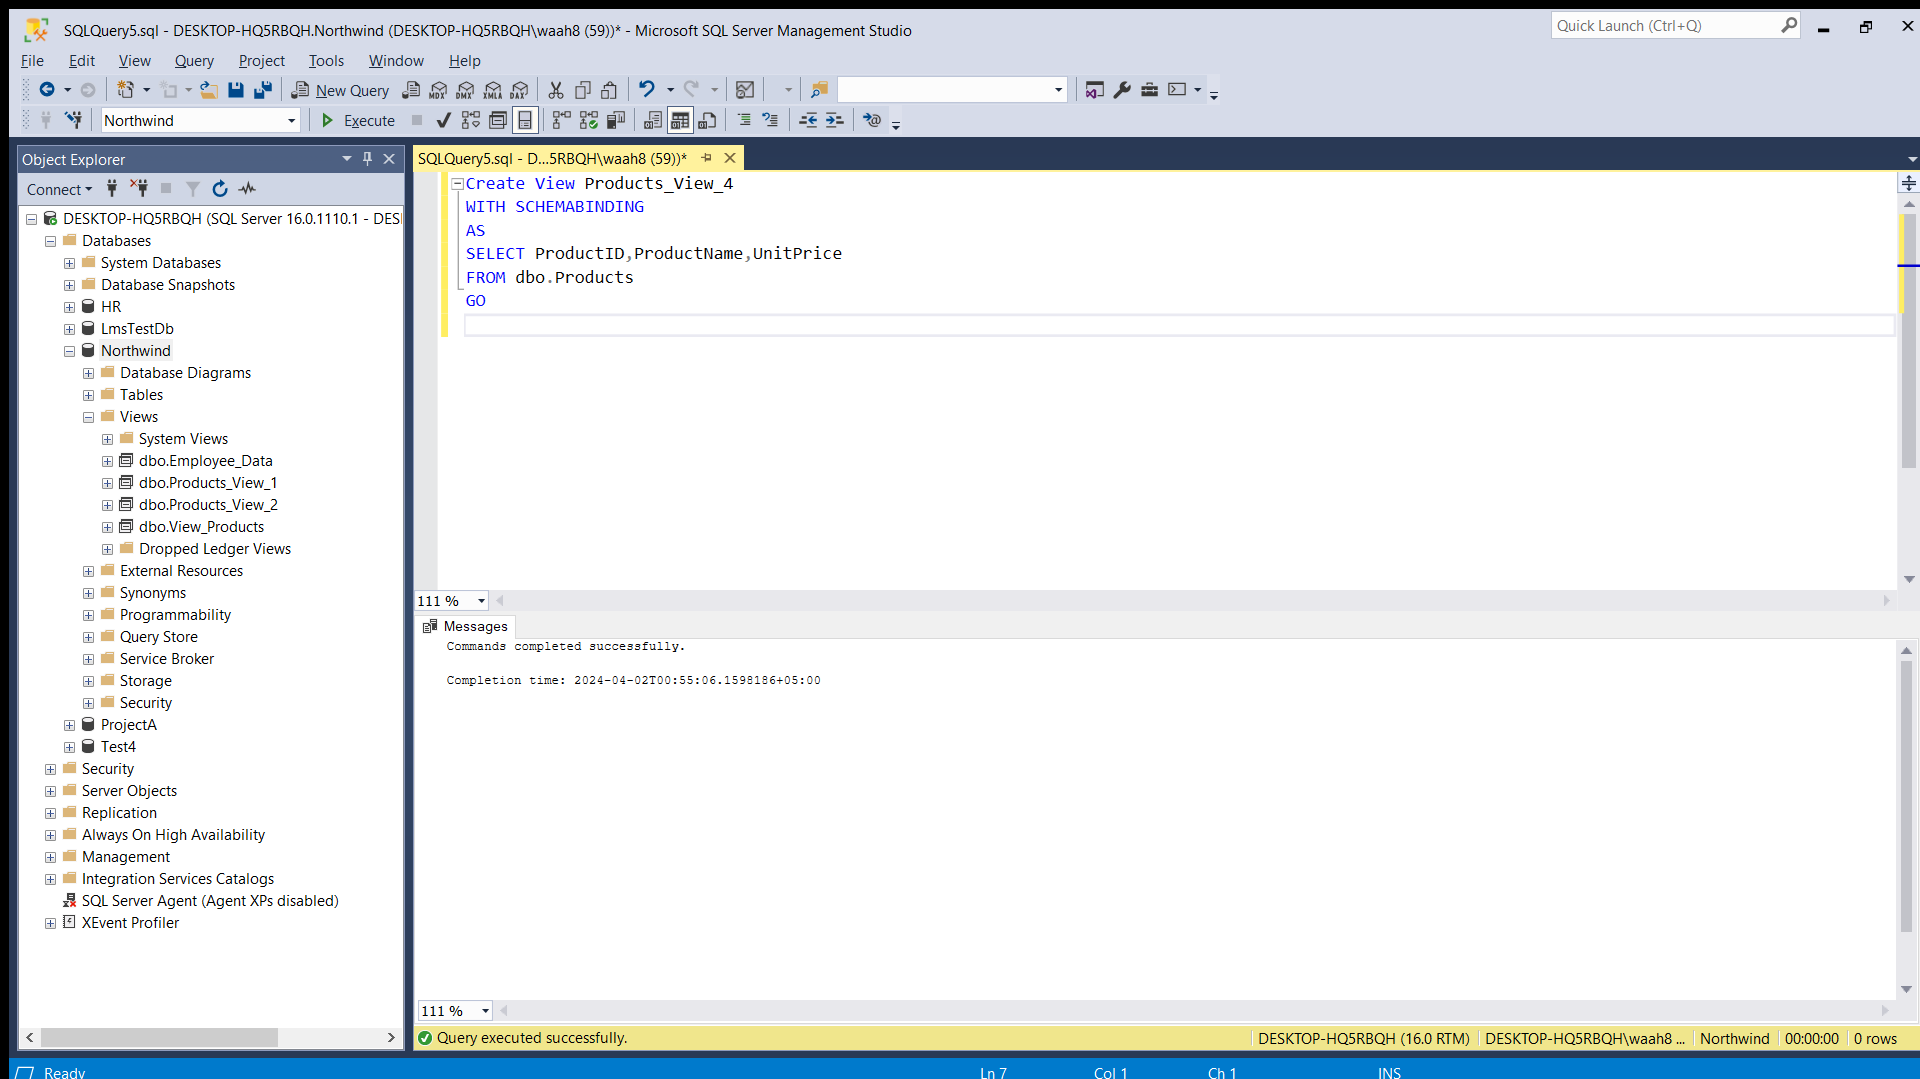 SQLQuery5.sql - DESKTOP-HQ5RBQH.Northwind (DESKTOP-HQ5RBQH\waah8 (59))* - Microsoft SQL Server Management Studio
Quick Launch (Ctrl+Q)
File Edit View Query Project Tools Window Help
New Query MDX DMX XMLA DAX
Northwind Execute
Object Explorer
Connect
DESKTOP-HQ5RBQH (SQL Server 16.0.1110.1 - DES
Databases
System Databases
Database Snapshots
HR
LmsTestDb
Northwind
Database Diagrams
Tables
Views
System Views
dbo.Employee_Data
dbo.Products_View_1
dbo.Products_View_2
dbo.View_Products
Dropped Ledger Views
External Resources
Synonyms
Programmability
Query Store
Service Broker
Storage
Security
ProjectA
Test4
Security
Server Objects
Replication
Always On High Availability
Management
Integration Services Catalogs
SQL Server Agent (Agent XPs disabled)
XEvent Profiler
SQLQuery5.sql - D...5RBQH\waah8 (59))*
Create View Products_View_4
WITH SCHEMABINDING
AS
SELECT ProductID,ProductName,UnitPrice
FROM dbo.Products
GO
111 %
Messages
Commands completed successfully.
Completion time: 2024-04-02T00:55:06.1598186+05:00
111 %
Query executed successfully. DESKTOP-HQ5RBQH (16.0 RTM) DESKTOP-HQ5RBQH\waah8 ... Northwind 00:00:00 0 rows
Ready Ln 7 Col 1 Ch 1 INS